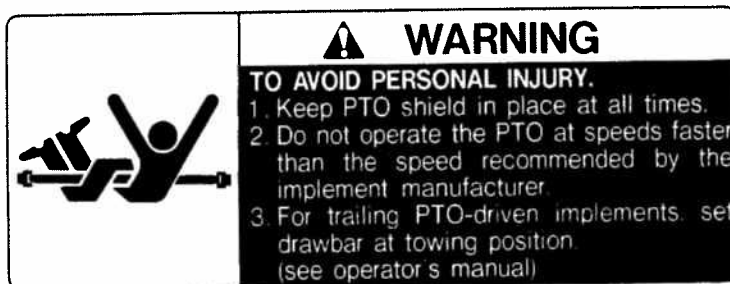 WARNING
TO AVOID PERSONAL INJURY.
1. Keep PTO shield in place at all times.
2. Do not operate the PTO at speeds faster
than the speed recommended by the
implement manufacturer.
3. For trailing PTO-driven implements, set
drawbar at towing position.
(see operator's manual)